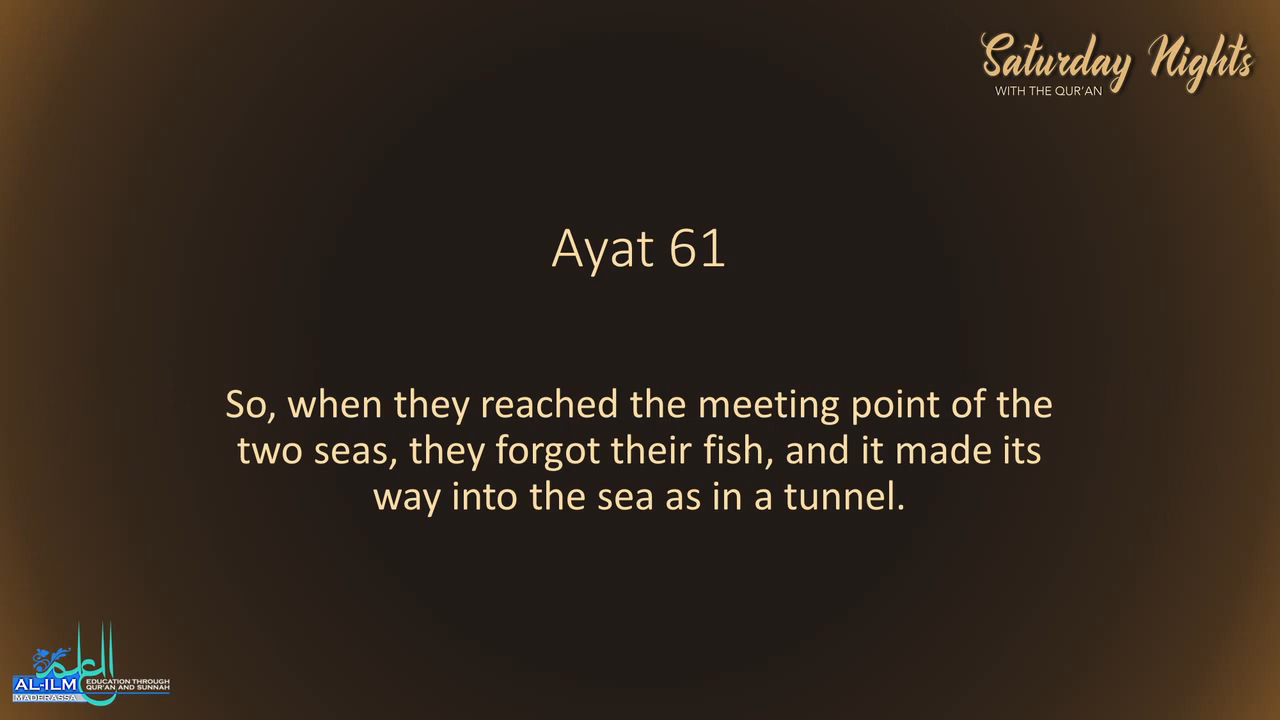 Saturday Nights
WITH THE QUR'AN
Ayat 61
So, when they reached the meeting point of the
two seas, they forgot their fish, and it made its
way into the sea as in a tunnel.
العلم
AL-ILM
MADERASSA
EDUCATION THROUGH
QUR'AN AND SUNNAH